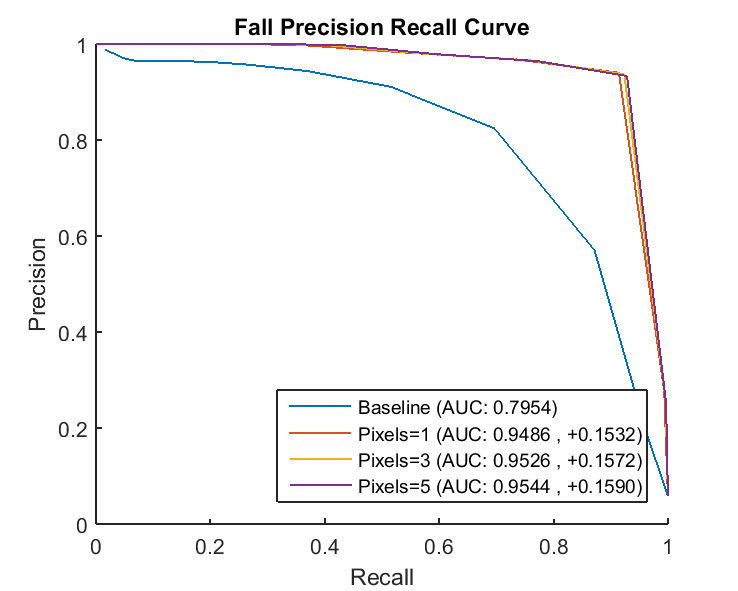 Fall Precision Recall Curve
1
0.8
0.6
0.4
0.2
0
Precision
Baseline (AUC: 0.7954)
Pixels=1 (AUC: 0.9486 , +0.1532)
Pixels=3 (AUC: 0.9526 , +0.1572)
Pixels=5 (AUC: 0.9544 , +0.1590)
0 0.2 0.4 0.6 0.8 1
Recall